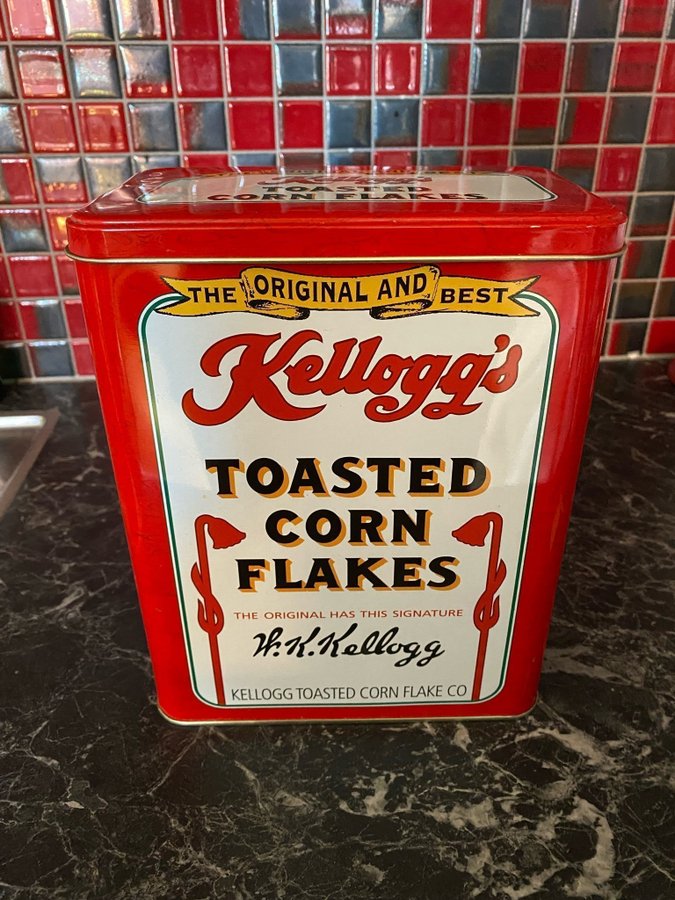 Kellogg's
TOASTED
CORN FLAKES
THE ORIGINAL AND BEST
Kellogg's
TOASTED
CORN
FLAKES
THE ORIGINAL HAS THIS SIGNATURE
W.K.Kellogg
KELLOGG TOASTED CORN FLAKE CO